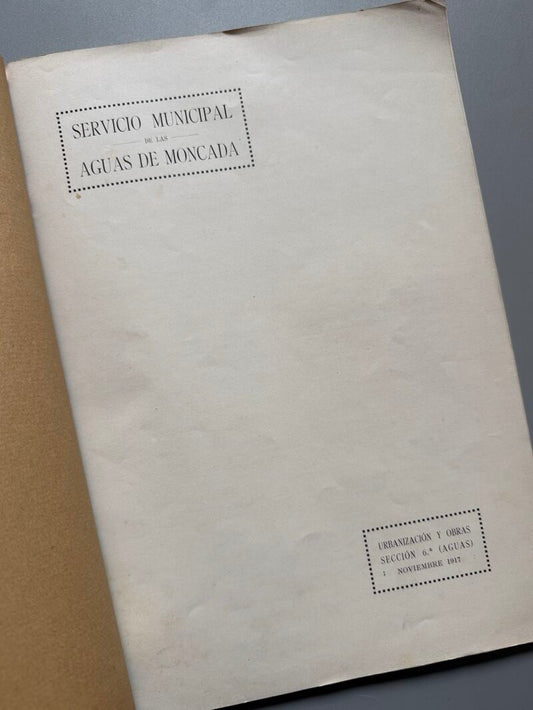 SERVICIO MUNICIPAL
DE LAS
AGUAS DE MONCADA
URBANIZACIÓN Y OBRAS
SECCIÓN 6.ª (AGUAS)
1 NOVIEMBRE 1917